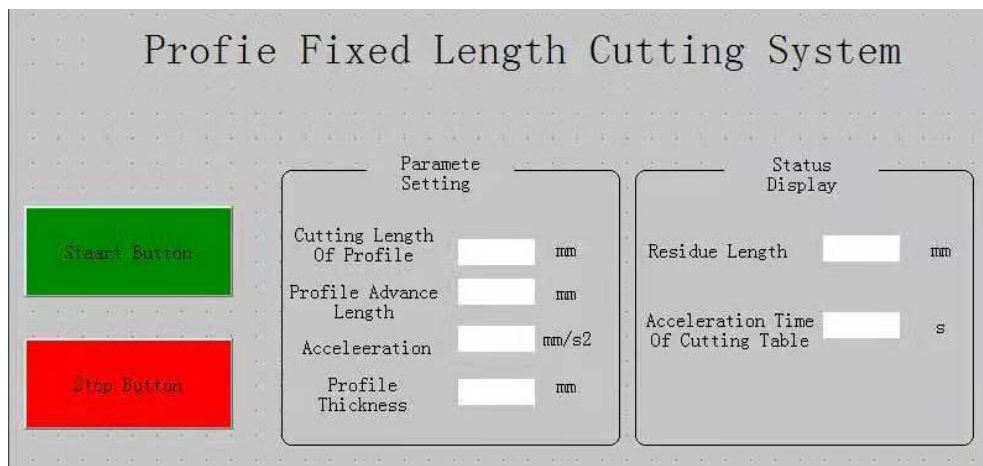 Profie Fixed Length Cutting System
Paramete
Setting
Status
Display
Staart Button
Stop Button
Cutting Length
Of Profile
mm
Profile Advance
Length
mm
Acceleeration
mm/s2
Profile
Thickness
mm
Residue Length
mm
Acceleration Time
Of Cutting Table
s